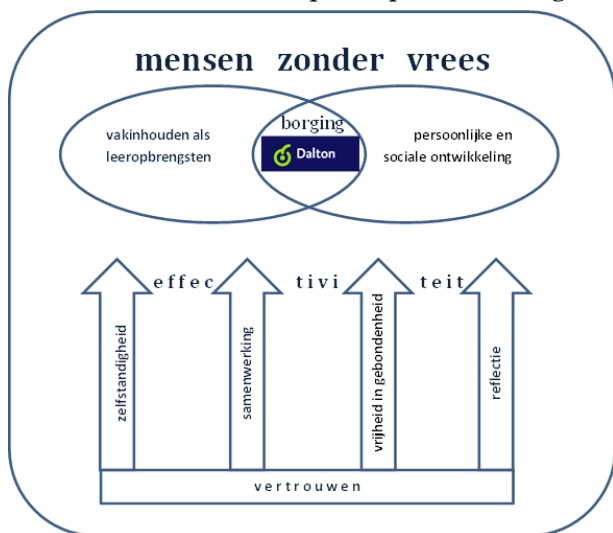 mensen zonder vrees
borging
vakinhouden als
leeropbrengsten
Dalton
persoonlijke en
sociale ontwikkeling
effec tivi teit
zelfstandigheid
samenwerking
vrijheid in gebondenheid
reflectie
vertrouwen